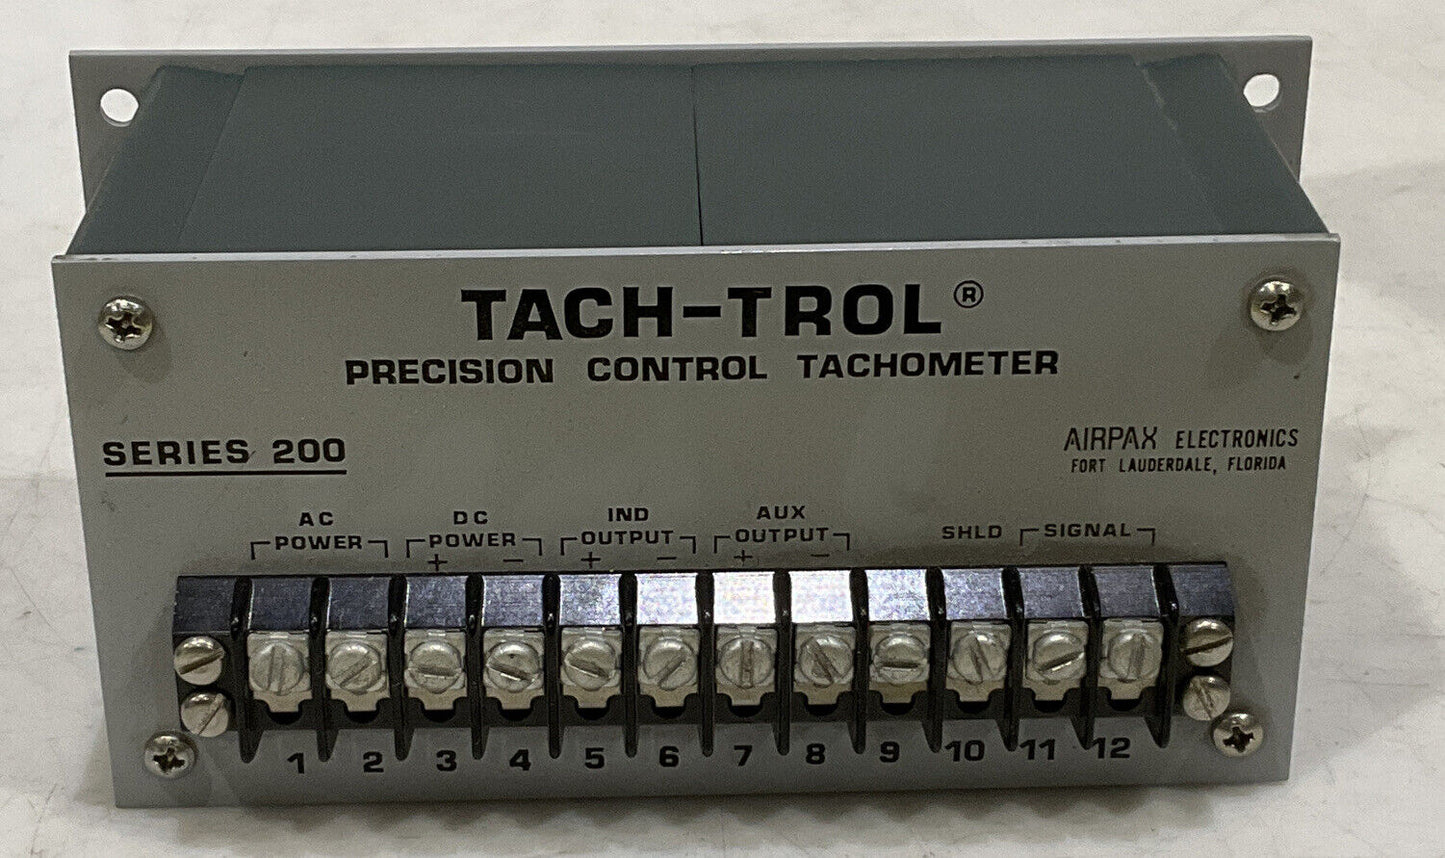 TACH-TROL®
PRECISION CONTROL TACHOMETER
SERIES 200
AIRPAX ELECTRONICS
FORT LAUDERDALE, FLORIDA
AC DC IND AUX
POWER POWER OUTPUT OUTPUT SHLD SIGNAL
+ − + − + −
1 2 3 4 5 6 7 8 9 10 11 12